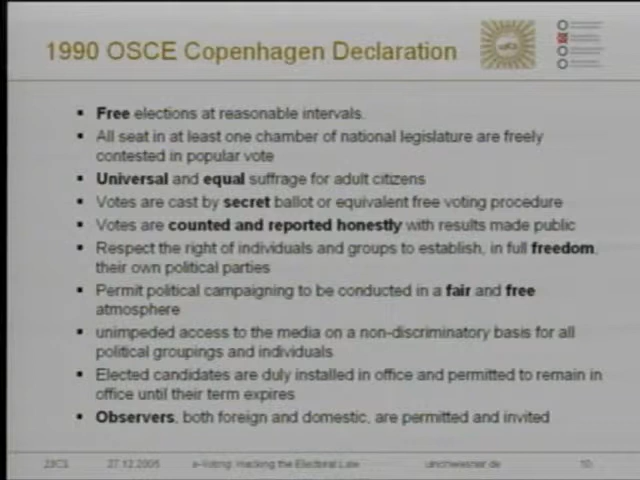 1990 OSCE Copenhagen Declaration
Free elections at reasonable intervals.
All seat in at least one chamber of national legislature are freely
contested in popular vote
Universal and equal suffrage for adult citizens
Votes are cast by secret ballot or equivalent free voting procedure
Votes are counted and reported honestly with results made public
Respect the right of individuals and groups to establish, in full freedom,
their own political parties
Permit political campaigning to be conducted in a fair and free
atmosphere
unimpeded access to the media on a non-discriminatory basis for all
political groupings and individuals
Elected candidates are duly installed in office and permitted to remain in
office until their term expires
Observers, both foreign and domestic, are permitted and invited
22C3 27.12.2005 e-Voting: Hacking the Electoral Law ulrichwiesner.de 10